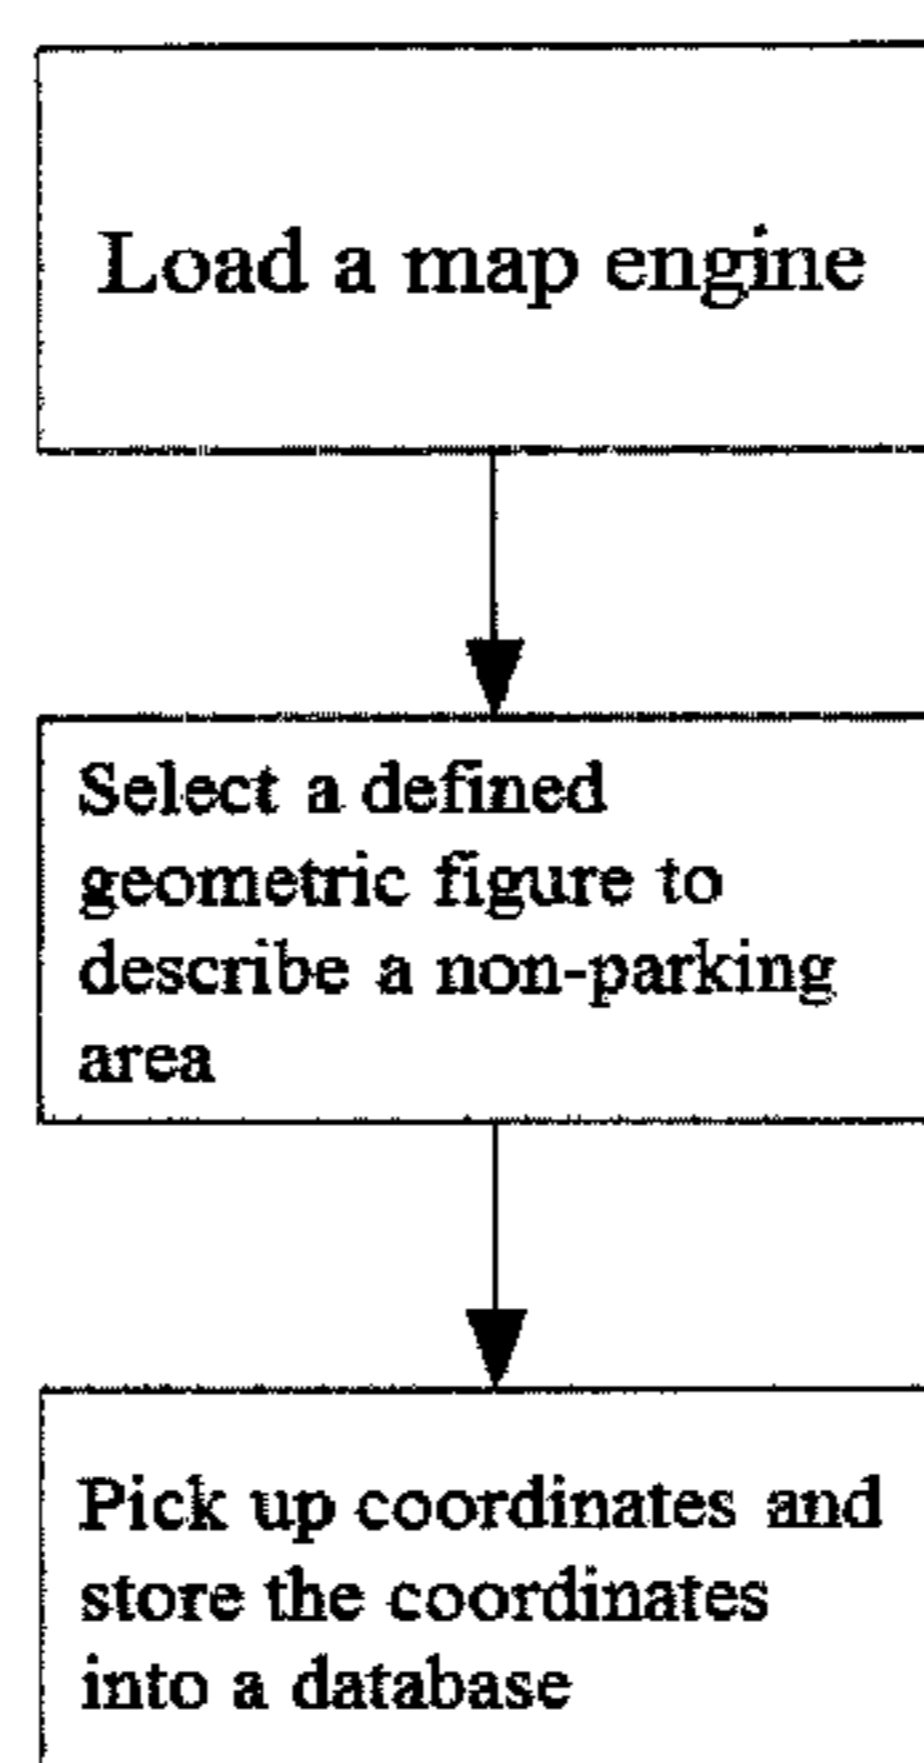 Load a map engine
Select a defined
geometric figure to
describe a non-parking
area
Pick up coordinates and
store the coordinates
into a database